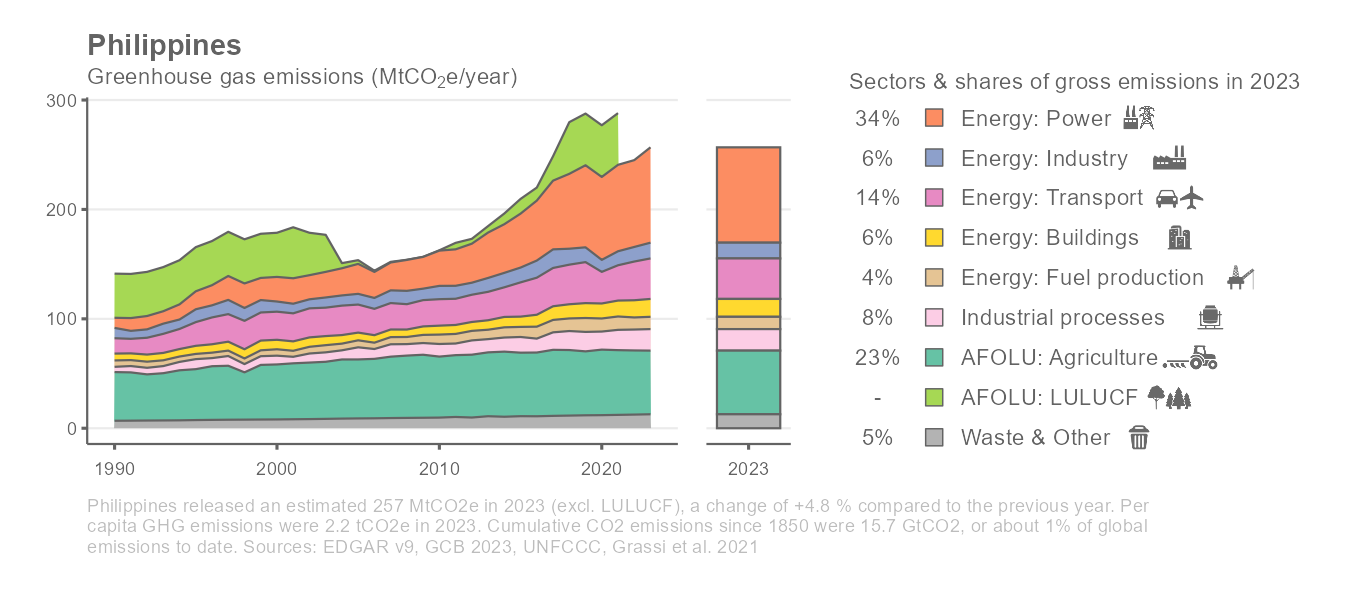 Philippines
Greenhouse gas emissions (MtCO₂e/year)
300
200
100
0
1990
2000
2010
2020
2023
Sectors & shares of gross emissions in 2023
34% Energy: Power
6% Energy: Industry
14% Energy: Transport
6% Energy: Buildings
4% Energy: Fuel production
8% Industrial processes
23% AFOLU: Agriculture
- AFOLU: LULUCF
5% Waste & Other
Philippines released an estimated 257 MtCO2e in 2023 (excl. LULUCF), a change of +4.8 % compared to the previous year. Per
capita GHG emissions were 2.2 tCO2e in 2023. Cumulative CO2 emissions since 1850 were 15.7 GtCO2, or about 1% of global
emissions to date. Sources: EDGAR v9, GCB 2023, UNFCCC, Grassi et al. 2021